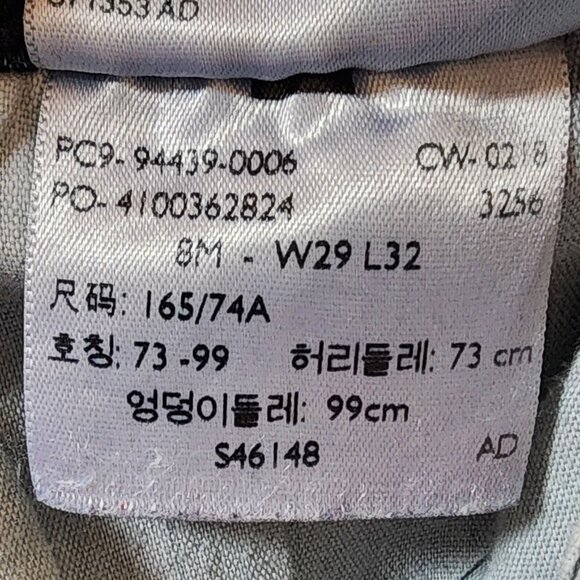 AD
PC9-94439-0006 CW-0218
PO-4100362824 3256
8M - W29 L32
尺码: 165/74A
호칭: 73 -99 허리둘레: 73 cm
엉덩이둘레: 99cm
S46148 AD